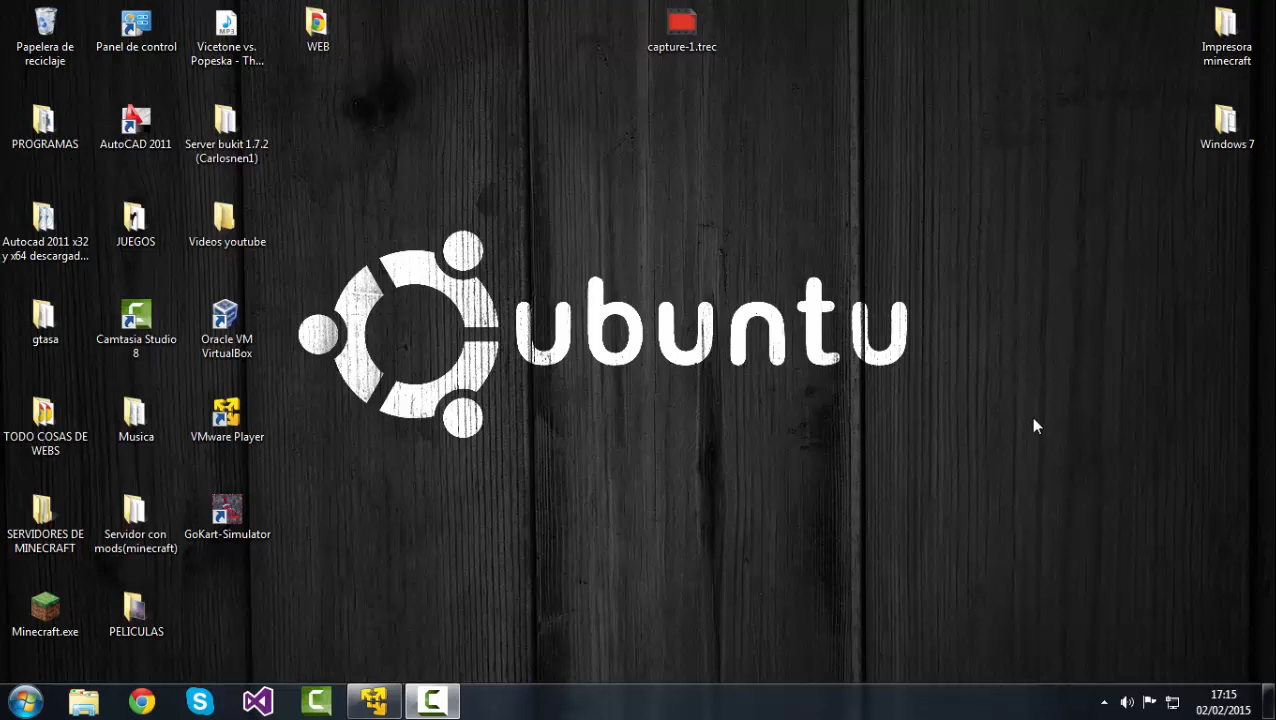 Papelera de
reciclaje
Panel de control
Vicetone vs.
Popeska - Th...
WEB
capture-1.trec
Impresora
minecraft
PROGRAMAS
AutoCAD 2011
Server bukit 1.7.2
(Carlosnen1)
Windows 7
Autocad 2011 x32
y x64 descargad...
JUEGOS
Videos youtube
ubuntu
gtasa
Camtasia Studio
8
Oracle VM
VirtualBox
TODO COSAS DE
WEBS
Musica
VMware Player
SERVIDORES DE
MINECRAFT
Servidor con
mods(minecraft)
GoKart-Simulator
Minecraft.exe
PELICULAS
17:15
02/02/2015